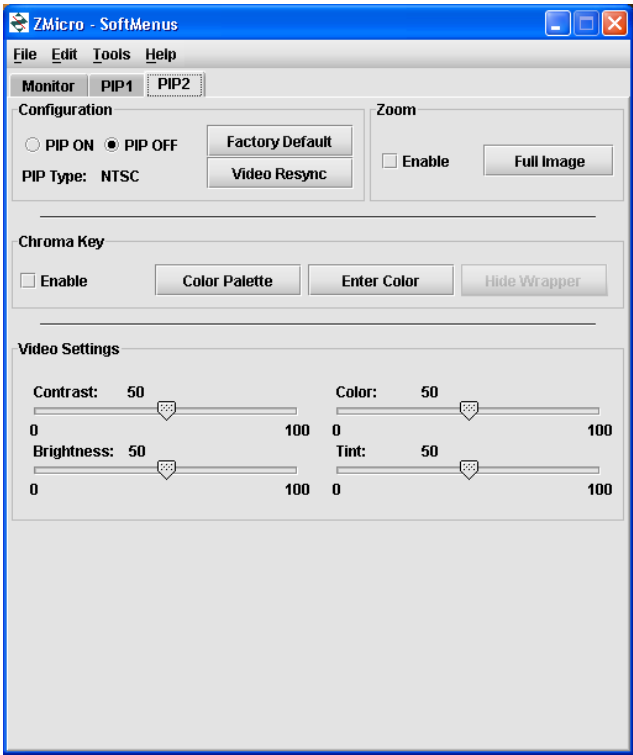 ZMicro - SoftMenus
File Edit Tools Help
Monitor PIP1 PIP2
Configuration
PIP ON PIP OFF Factory Default
PIP Type: NTSC Video Resync
Zoom
Enable Full Image
Chroma Key
Enable Color Palette Enter Color Hide Wrapper
Video Settings
Contrast: 50 Color: 50
0 100 0 100
Brightness: 50 Tint: 50
0 100 0 100